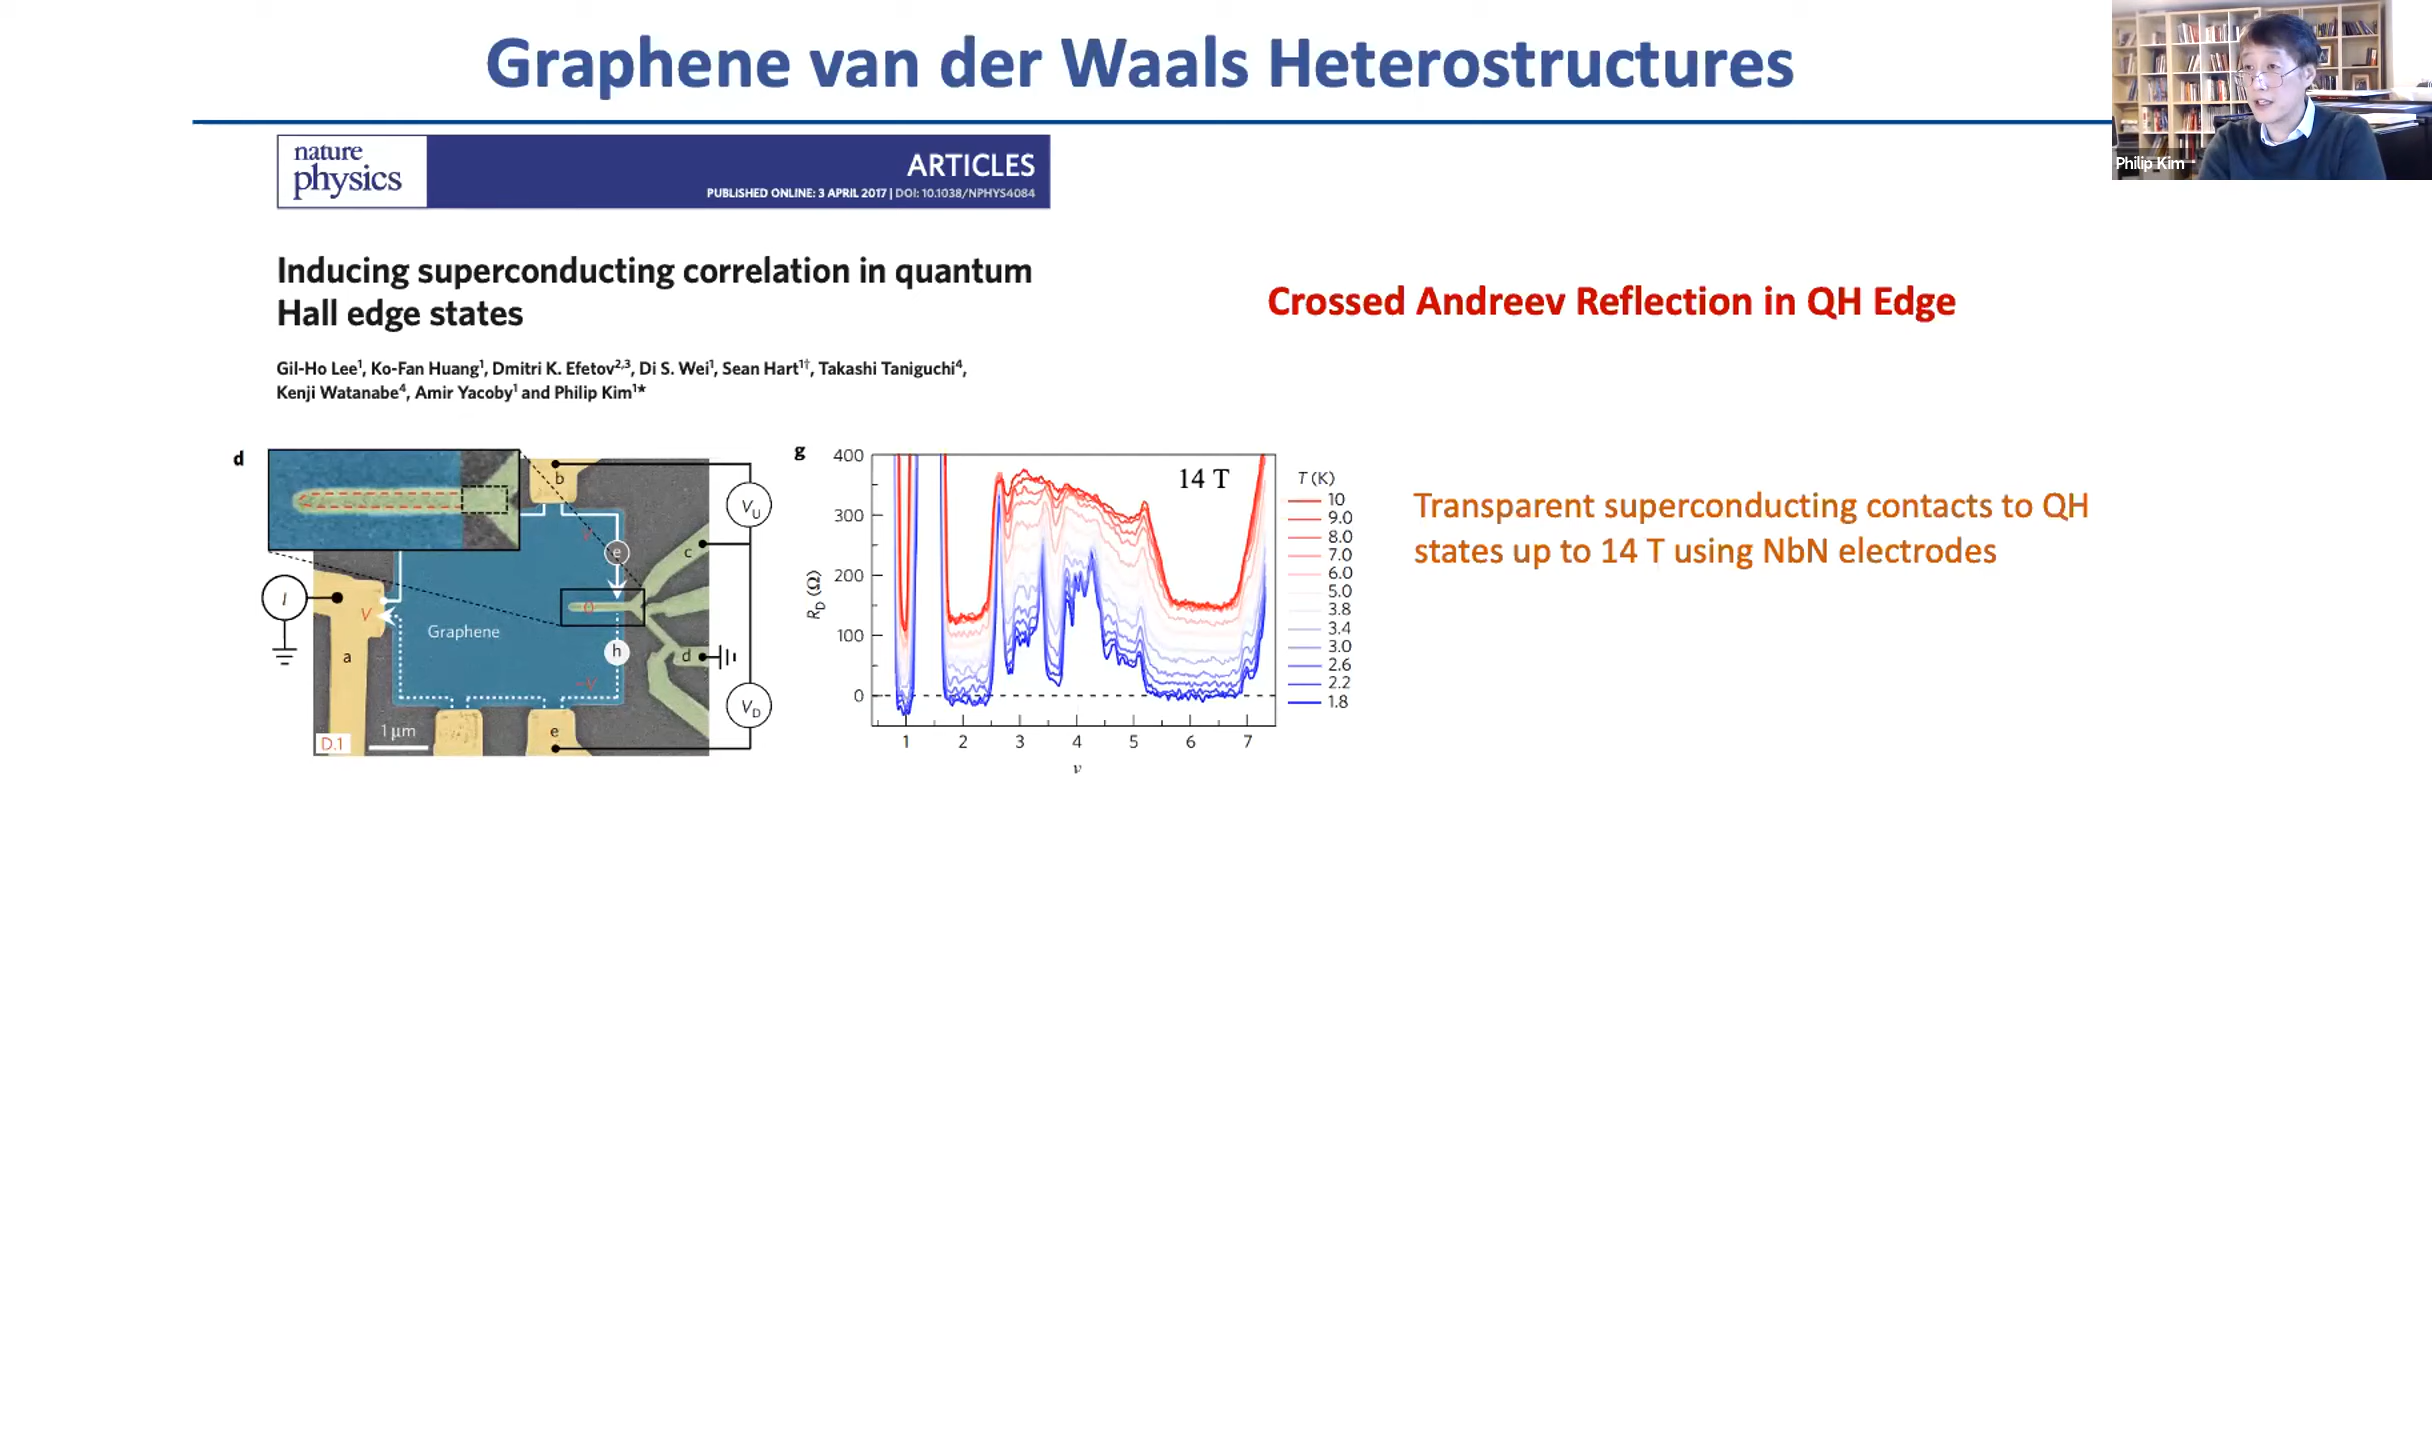 Graphene van der Waals Heterostructures
Philip Kim
nature
physics
ARTICLES
PUBLISHED ONLINE: 3 APRIL 2017 | DOI: 10.1038/NPHYS4084
Inducing superconducting correlation in quantum
Hall edge states
Gil-Ho Lee¹, Ko-Fan Huang¹, Dmitri K. Efetov²,³, Di S. Wei¹, Sean Hart¹†, Takashi Taniguchi⁴,
Kenji Watanabe⁴, Amir Yacoby¹ and Philip Kim¹*
Crossed Andreev Reflection in QH Edge
Transparent superconducting contacts to QH
states up to 14 T using NbN electrodes
d
b
V_U
V
e
c
I
V
0
Graphene
h
a
d
−V
V_D
e
D.1
1 μm
g
400
300
200
100
0
R_D (Ω)
14 T
1 2 3 4 5 6 7
ν
T (K)
10
9.0
8.0
7.0
6.0
5.0
3.8
3.4
3.0
2.6
2.2
1.8